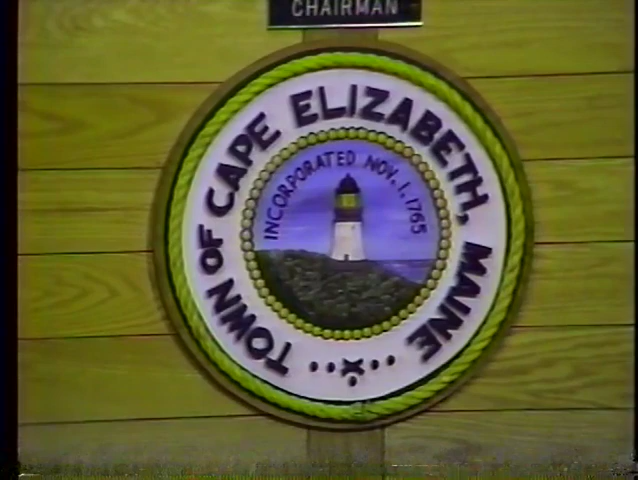 CHAIRMAN
TOWN OF CAPE ELIZABETH, MAINE
INCORPORATED NOV. 1, 1765